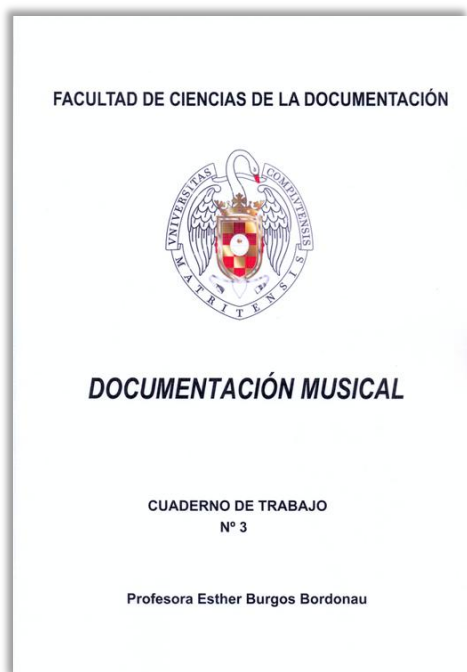 FACULTAD DE CIENCIAS DE LA DOCUMENTACIÓN
VNIVERSITAS COMPLVTENSIS
MATRITENSIS
DOCUMENTACIÓN MUSICAL
CUADERNO DE TRABAJO
Nº 3
Profesora Esther Burgos Bordonau